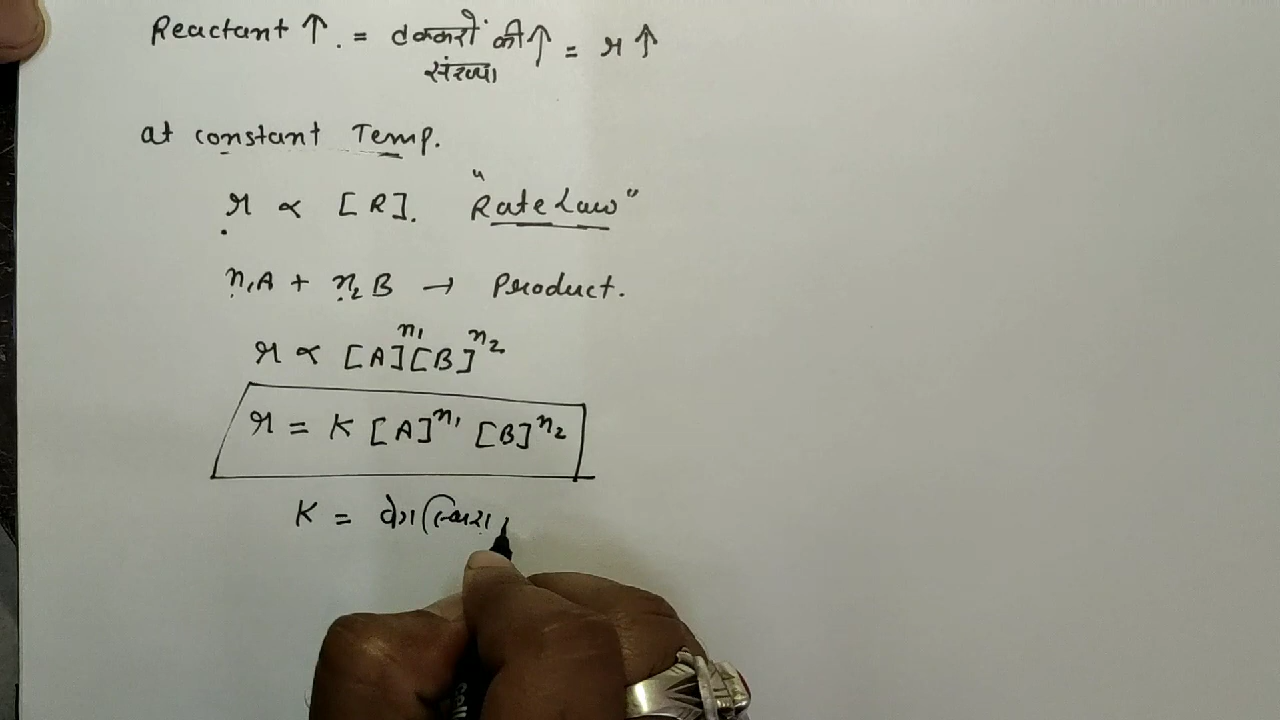 Reactant ↑ . = टक्करों की ↑ = r ↑
संख्या
at constant Temp.
r ∝ [R]. "Rate Law"
n₁A + n₂B → Product.
r ∝ [A]ⁿ¹[B]ⁿ²
r = K [A]ⁿ¹ [B]ⁿ²
K = वेग स्थिरा